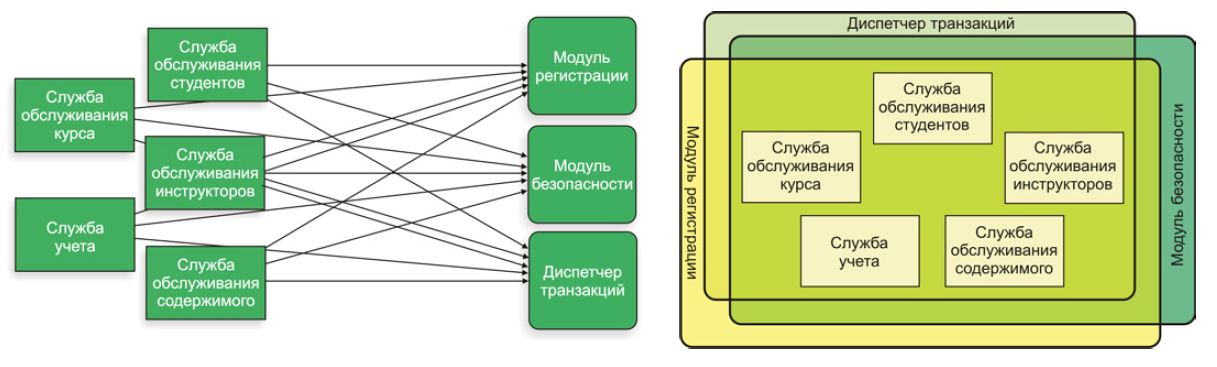 Служба
обслуживания
студентов
Служба
обслуживания
курса
Служба
обслуживания
инструкторов
Служба
учета
Служба
обслуживания
содержимого
Модуль
регистрации
Модуль
безопасности
Диспетчер
транзакций
Диспетчер транзакций
Модуль регистрации
Модуль безопасности
Служба
обслуживания
студентов
Служба
обслуживания
курса
Служба
обслуживания
инструкторов
Служба
учета
Служба
обслуживания
содержимого